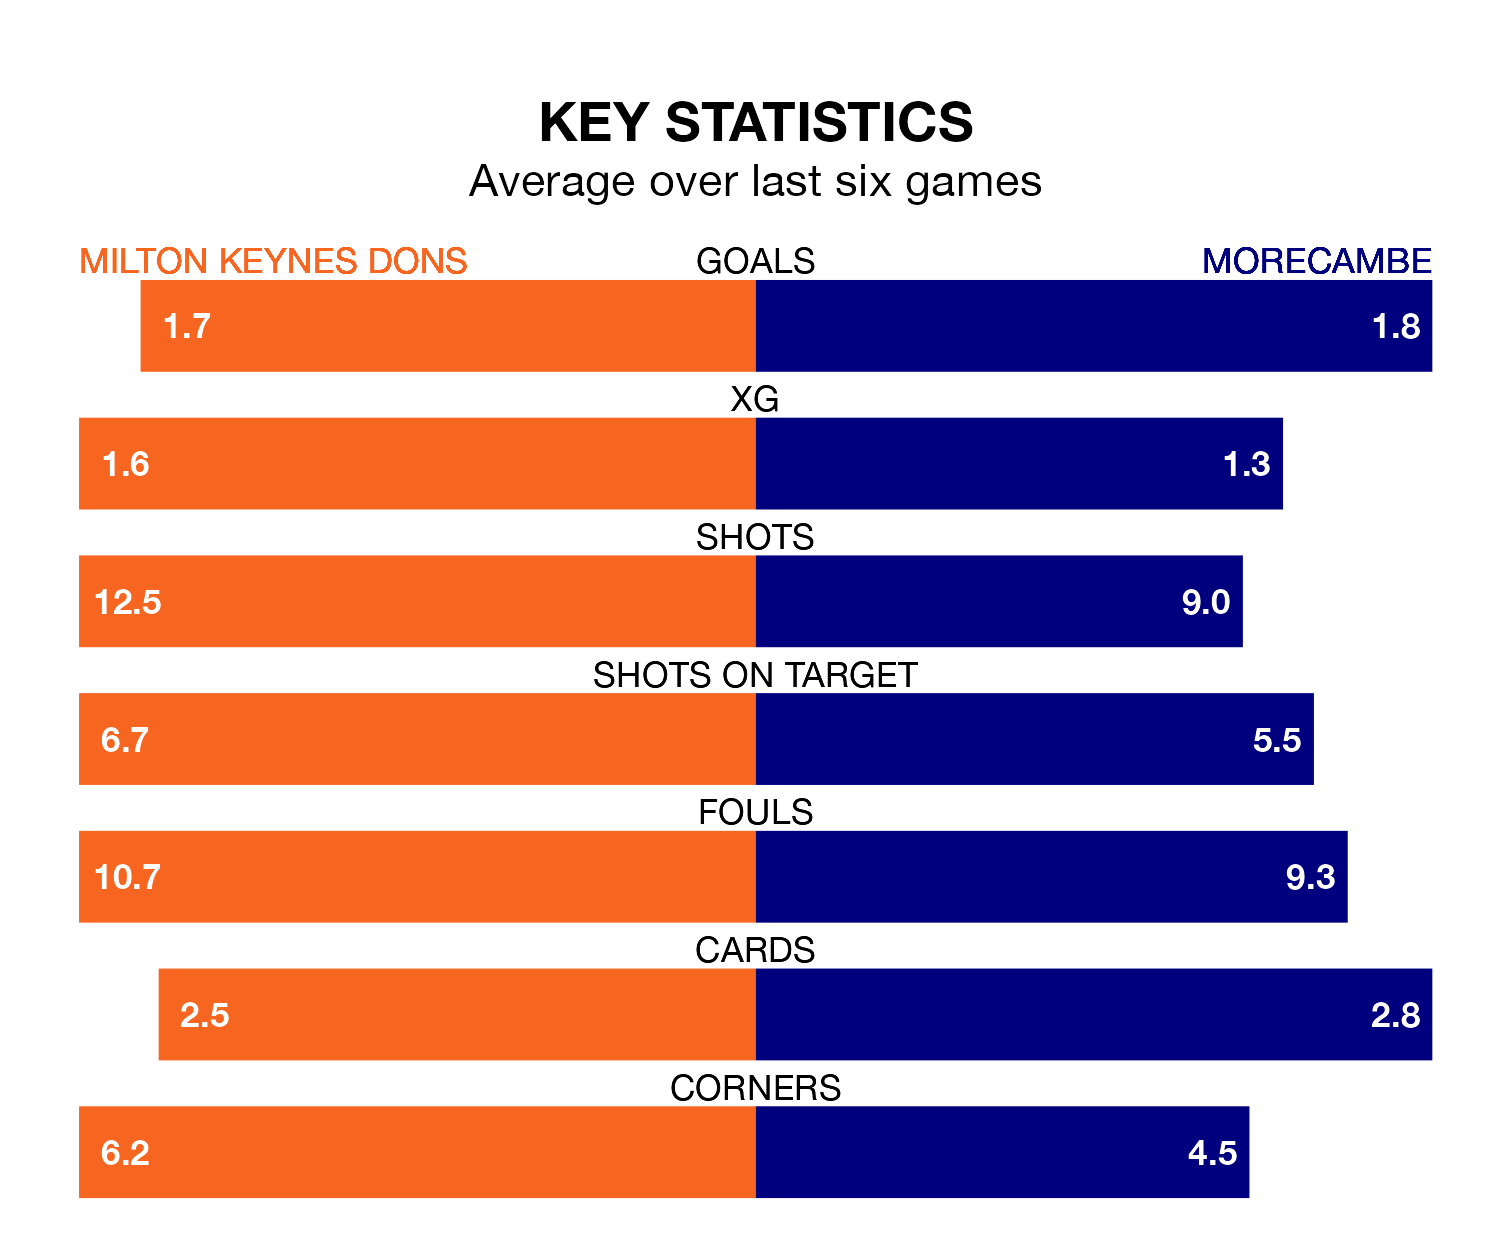 KEY STATISTICS
Average over last six games
MILTON KEYNES DONS GOALS MORECAMBE
1.7 1.8
XG
1.6 1.3
SHOTS
12.5 9.0
SHOTS ON TARGET
6.7 5.5
FOULS
10.7 9.3
CARDS
2.5 2.8
CORNERS
6.2 4.5